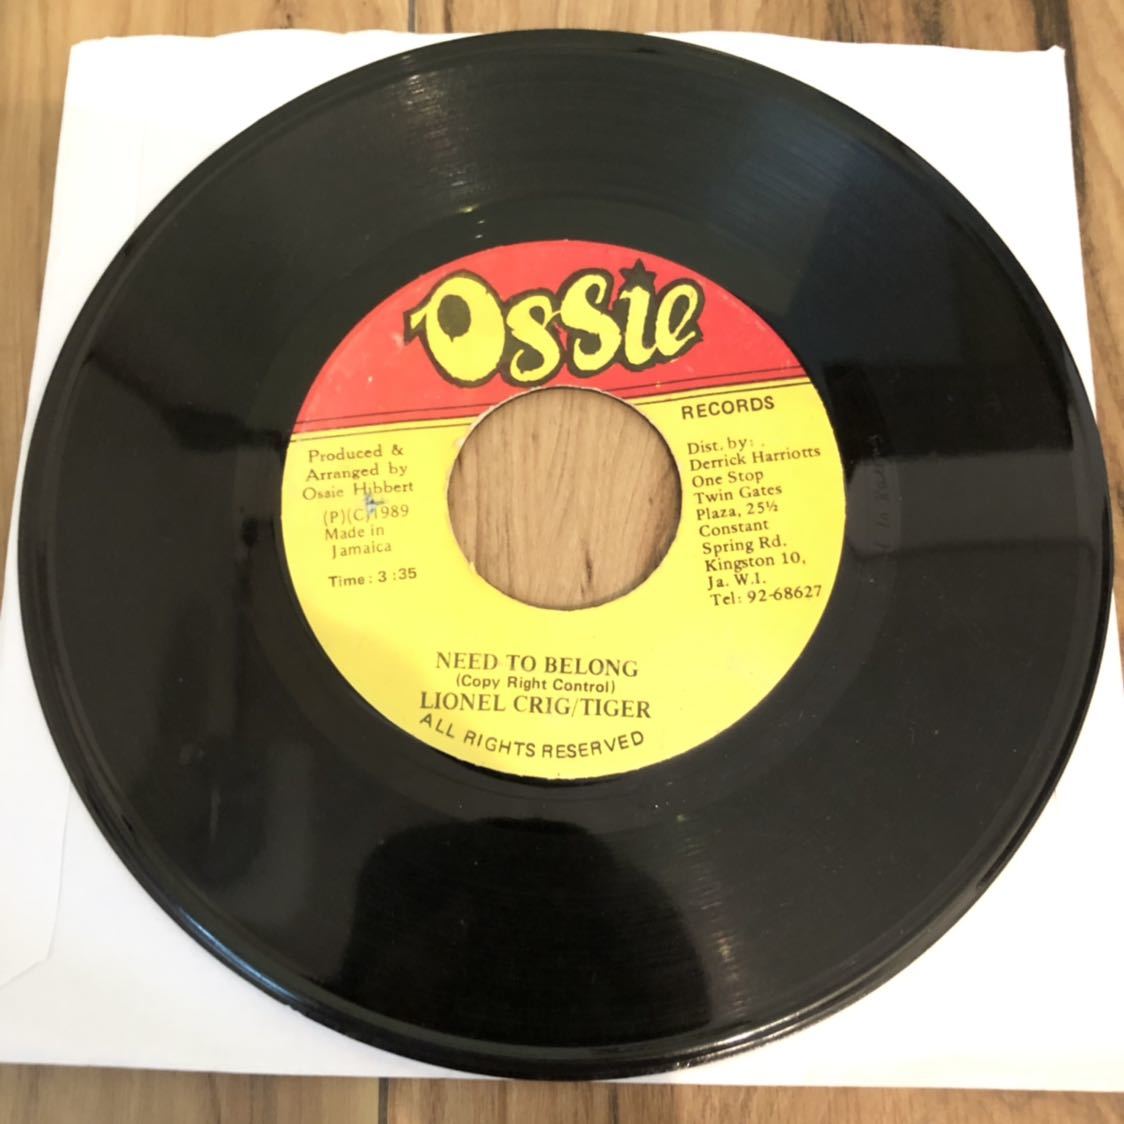 Ossie
RECORDS
Produced &
Arranged by
Ossie Hibbert
(P)(C)1989
Made in
Jamaica
Time: 3:35
Dist. by:.
Derrick Harriotts
One Stop
Twin Gates
Plaza, 25½
Constant
Spring Rd.
Kingston 10,
Ja. W.I.
Tel: 92-68627
NEED TO BELONG
(Copy Right Control)
LIONEL CRIG/TIGER
ALL RIGHTS RESERVED